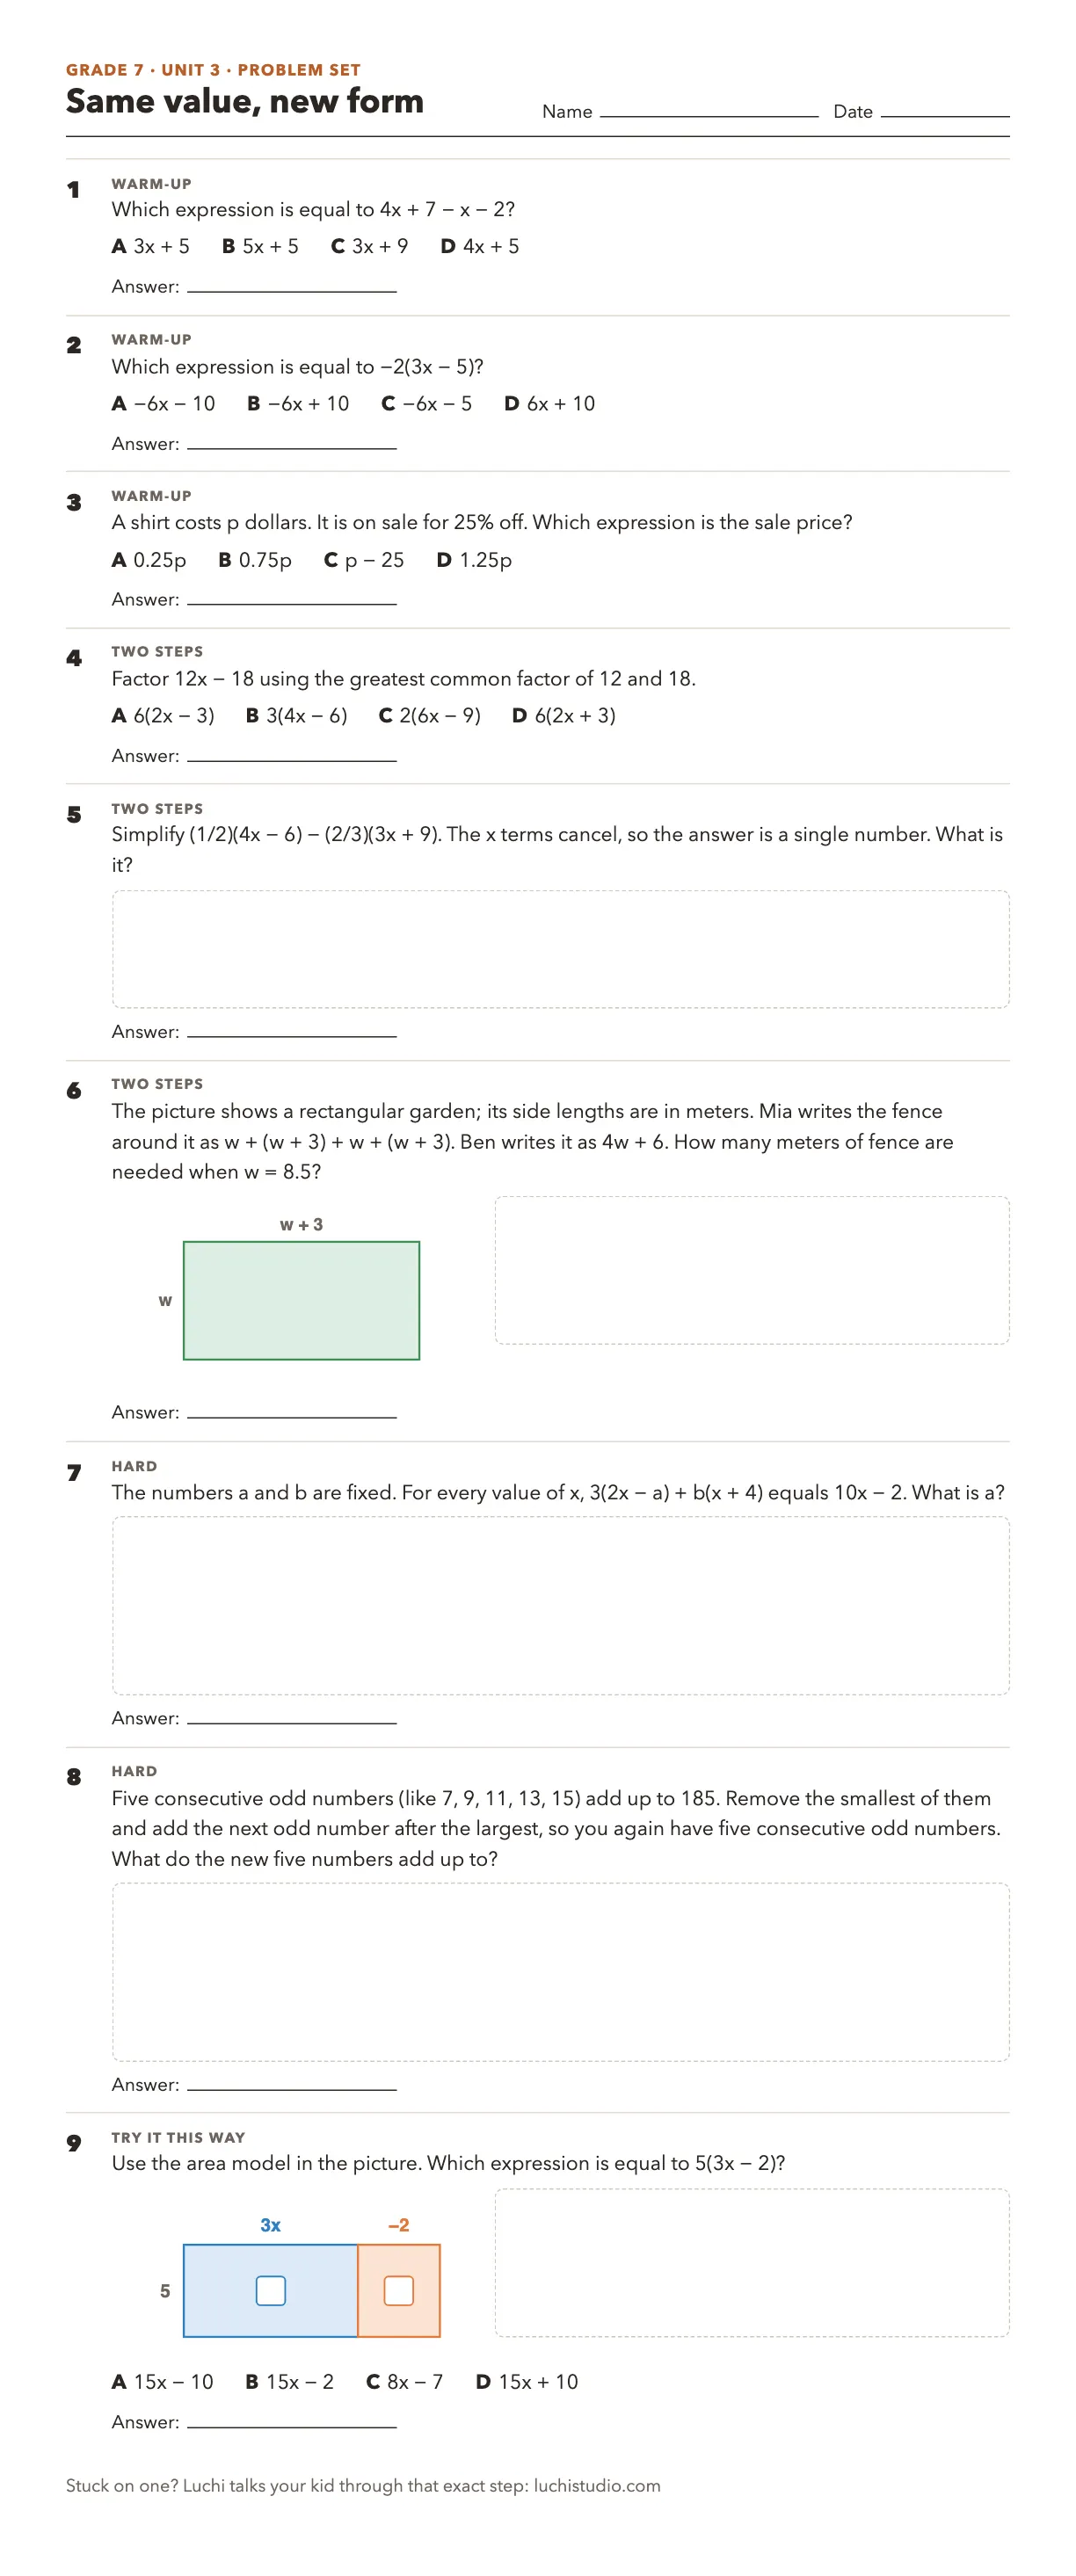 GRADE 7 · UNIT 3 · PROBLEM SET
Same value, new form
Name Date
1
WARM-UP
Which expression is equal to 4x + 7 − x − 2?
A 3x + 5 B 5x + 5 C 3x + 9 D 4x + 5
Answer:
2
WARM-UP
Which expression is equal to −2(3x − 5)?
A −6x − 10 B −6x + 10 C −6x − 5 D 6x + 10
Answer:
3
WARM-UP
A shirt costs p dollars. It is on sale for 25% off. Which expression is the sale price?
A 0.25p B 0.75p C p − 25 D 1.25p
Answer:
4
TWO STEPS
Factor 12x − 18 using the greatest common factor of 12 and 18.
A 6(2x − 3) B 3(4x − 6) C 2(6x − 9) D 6(2x + 3)
Answer:
5
TWO STEPS
Simplify (1/2)(4x − 6) − (2/3)(3x + 9). The x terms cancel, so the answer is a single number. What is
it?
Answer:
6
TWO STEPS
The picture shows a rectangular garden; its side lengths are in meters. Mia writes the fence
around it as w + (w + 3) + w + (w + 3). Ben writes it as 4w + 6. How many meters of fence are
needed when w = 8.5?
w + 3
w
Answer:
7
HARD
The numbers a and b are fixed. For every value of x, 3(2x − a) + b(x + 4) equals 10x − 2. What is a?
Answer:
8
HARD
Five consecutive odd numbers (like 7, 9, 11, 13, 15) add up to 185. Remove the smallest of them
and add the next odd number after the largest, so you again have five consecutive odd numbers.
What do the new five numbers add up to?
Answer:
9
TRY IT THIS WAY
Use the area model in the picture. Which expression is equal to 5(3x − 2)?
3x −2
5
A 15x − 10 B 15x − 2 C 8x − 7 D 15x + 10
Answer:
Stuck on one? Luchi talks your kid through that exact step: luchistudio.com